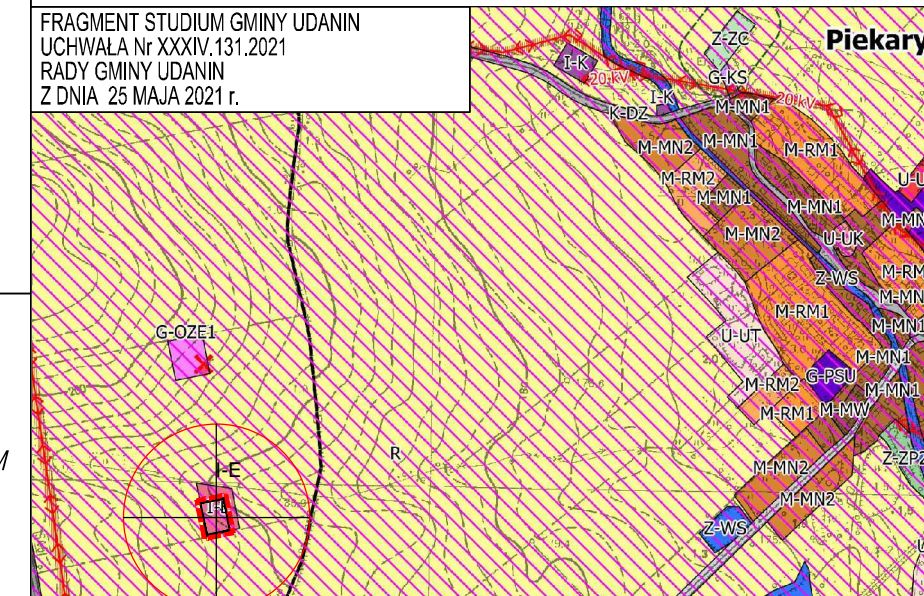 FRAGMENT STUDIUM GMINY UDANIN
UCHWAŁA Nr XXXIV.131.2021
RADY GMINY UDANIN
Z DNIA 25 MAJA 2021 r.
Z-ZC
Piekary
I-K
20 kV
G-KS
I-K
20 kV
M-MN1
K-DZ
M-MN2
M-MN1
M-RM1
M-RM2
M-MN1
M-MN1
M-MN2
U-UK
Z-WS
M-RM1
M-MN1
G-OZE1
U-UT
M-MN1
M-RM2
G-PSU
M-MN1
M-RM1
M-MW
R
Z-ZP2
I-E
M-MN2
M-MN2
Z-WS